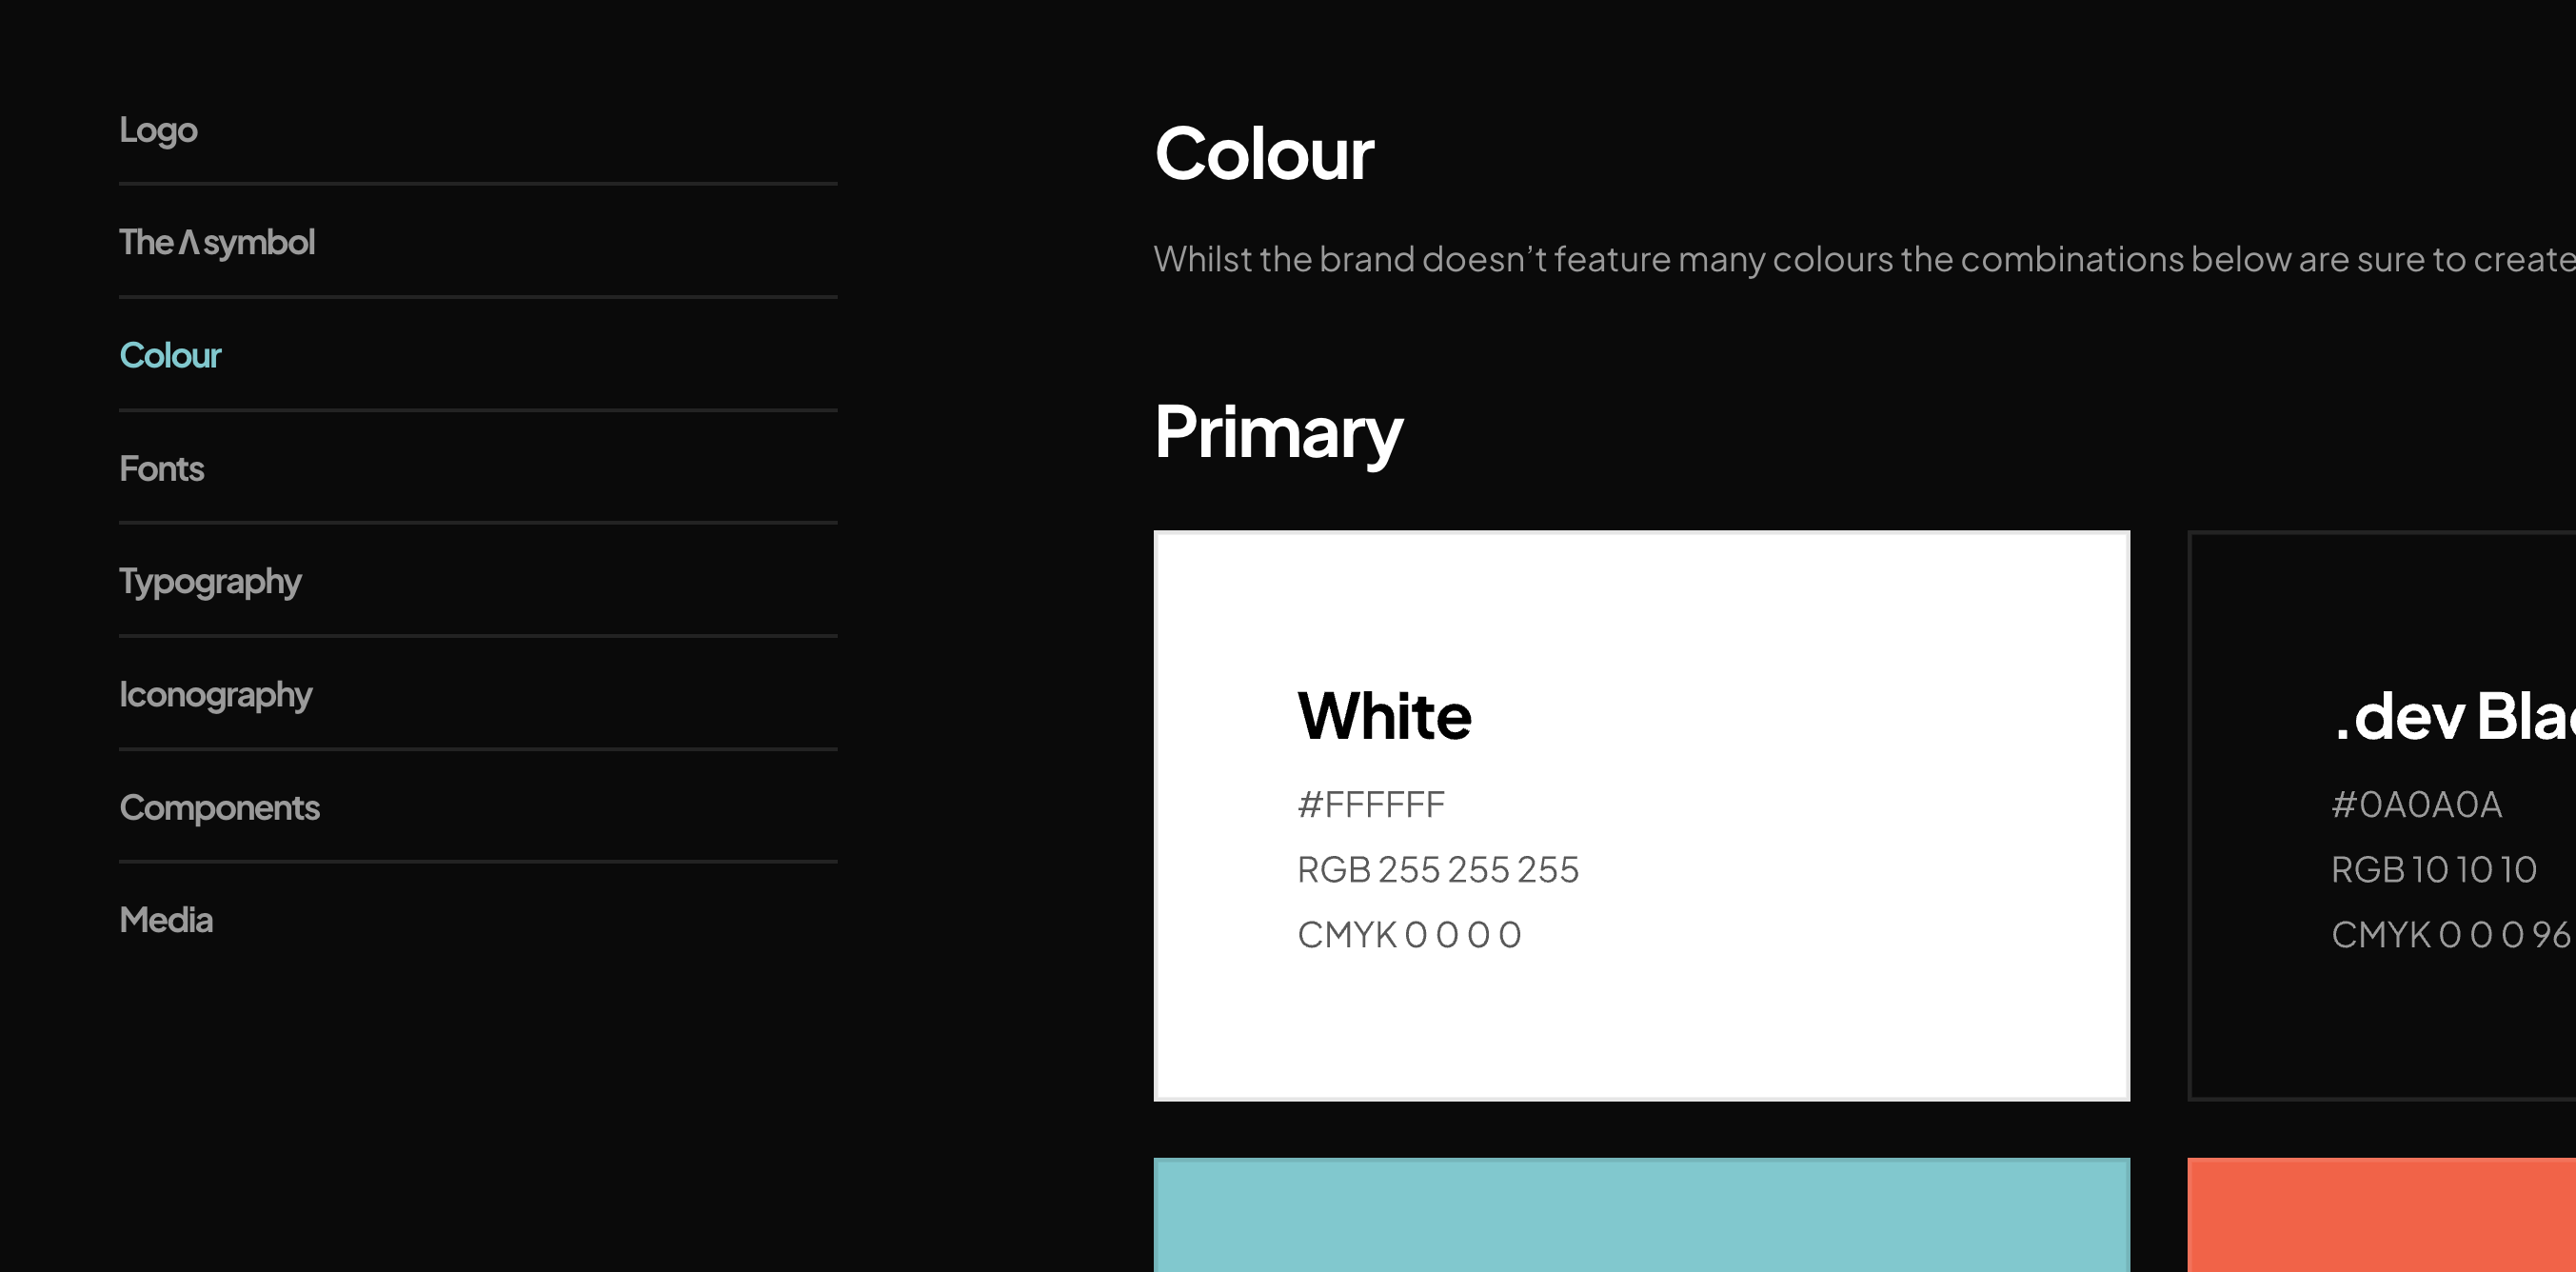 Logo
The Λ symbol
Colour
Fonts
Typography
Iconography
Components
Media
Colour
Whilst the brand doesn’t feature many colours the combinations below are sure to create
Primary
White
#FFFFFF
RGB 255 255 255
CMYK 0 0 0 0
.dev
#0A0A0A
RGB 10 10 10
CMYK 0 0 0 96